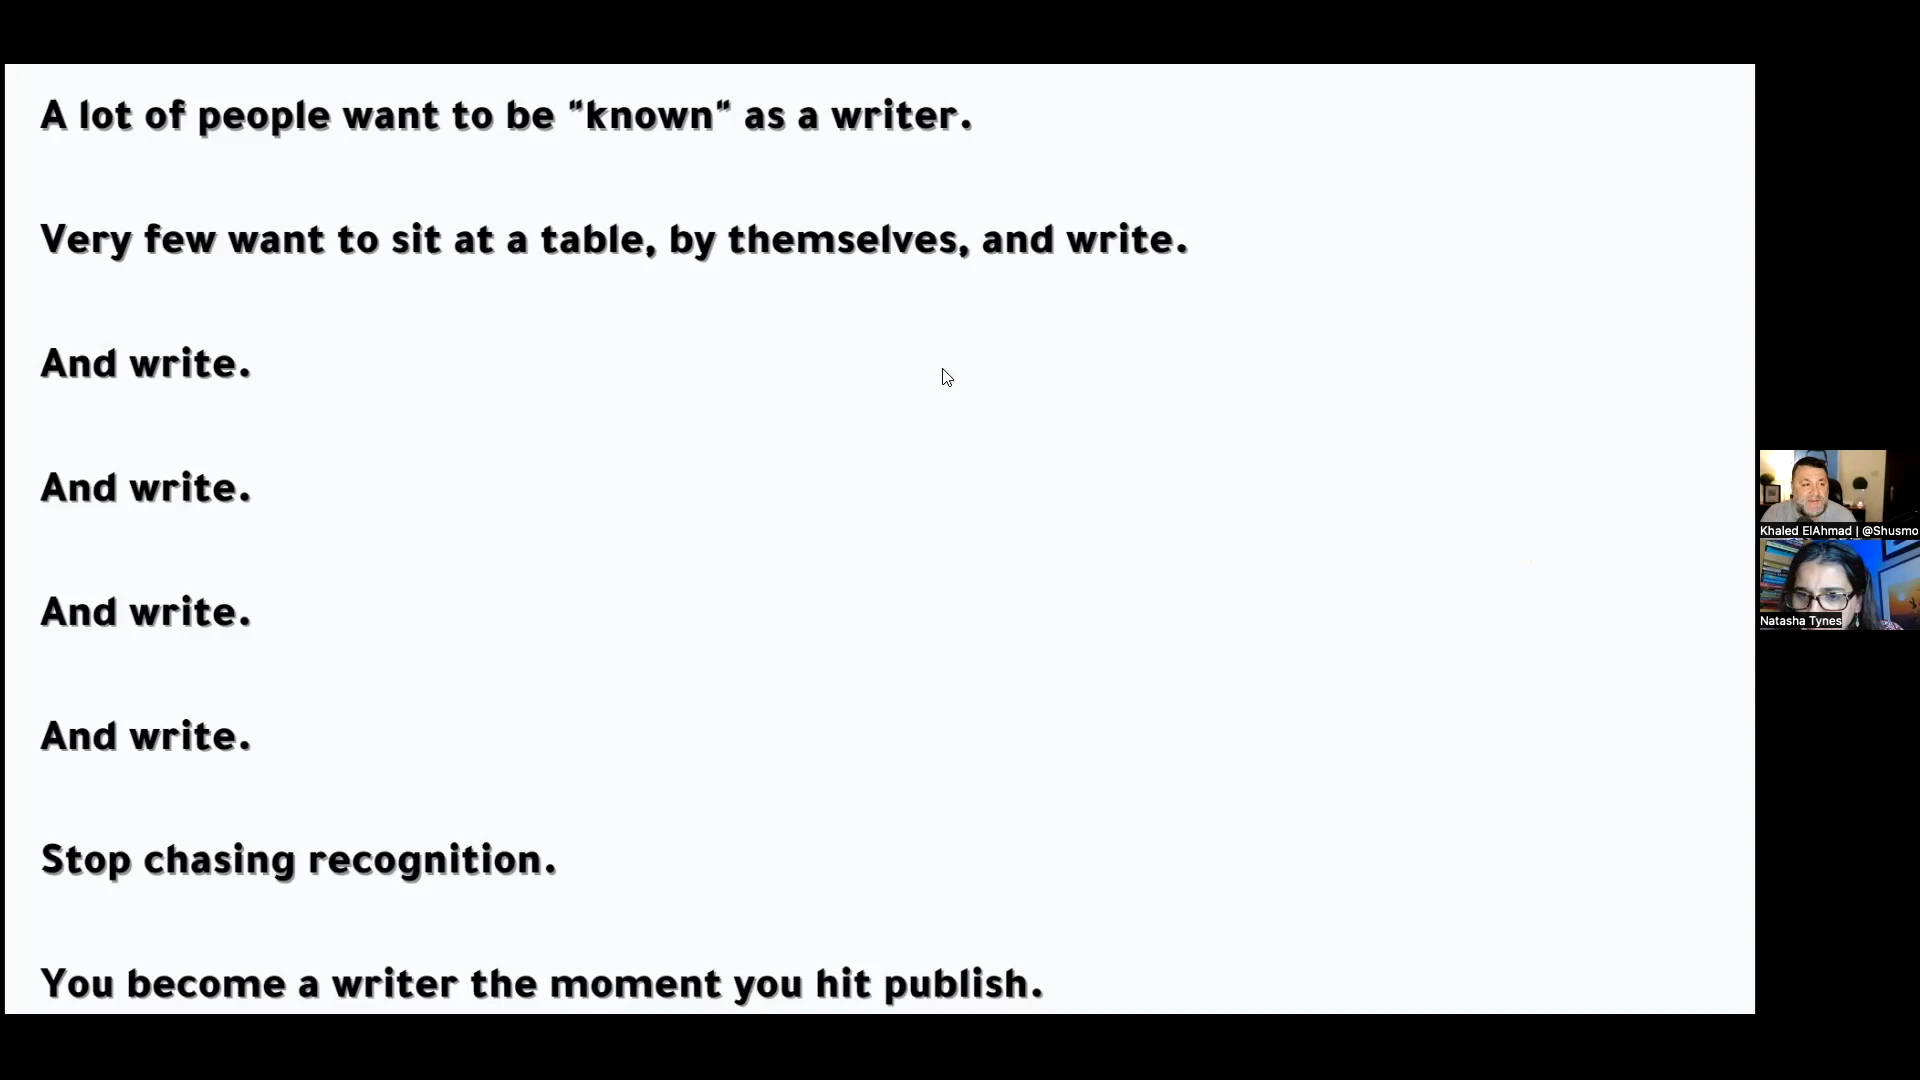 A lot of people want to be "known" as a writer.
Very few want to sit at a table, by themselves, and write.
And write.
And write.
And write.
And write.
Stop chasing recognition.
You become a writer the moment you hit publish.
Khaled ElAhmad | @Shusmo
Natasha Tynes